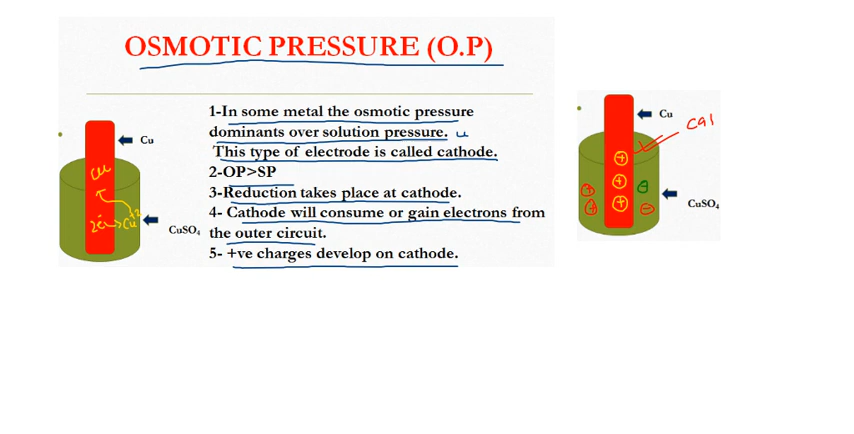 OSMOTIC PRESSURE (O.P)
1-In some metal the osmotic pressure
dominants over solution pressure. u
This type of electrode is called cathode.
2-OP>SP
3-Reduction takes place at cathode.
4- Cathode will consume or gain electrons from
the outer circuit.
5- +ve charges develop on cathode.
Cu
Cu
CuSO4
Cu
CuSO4
+
+
+